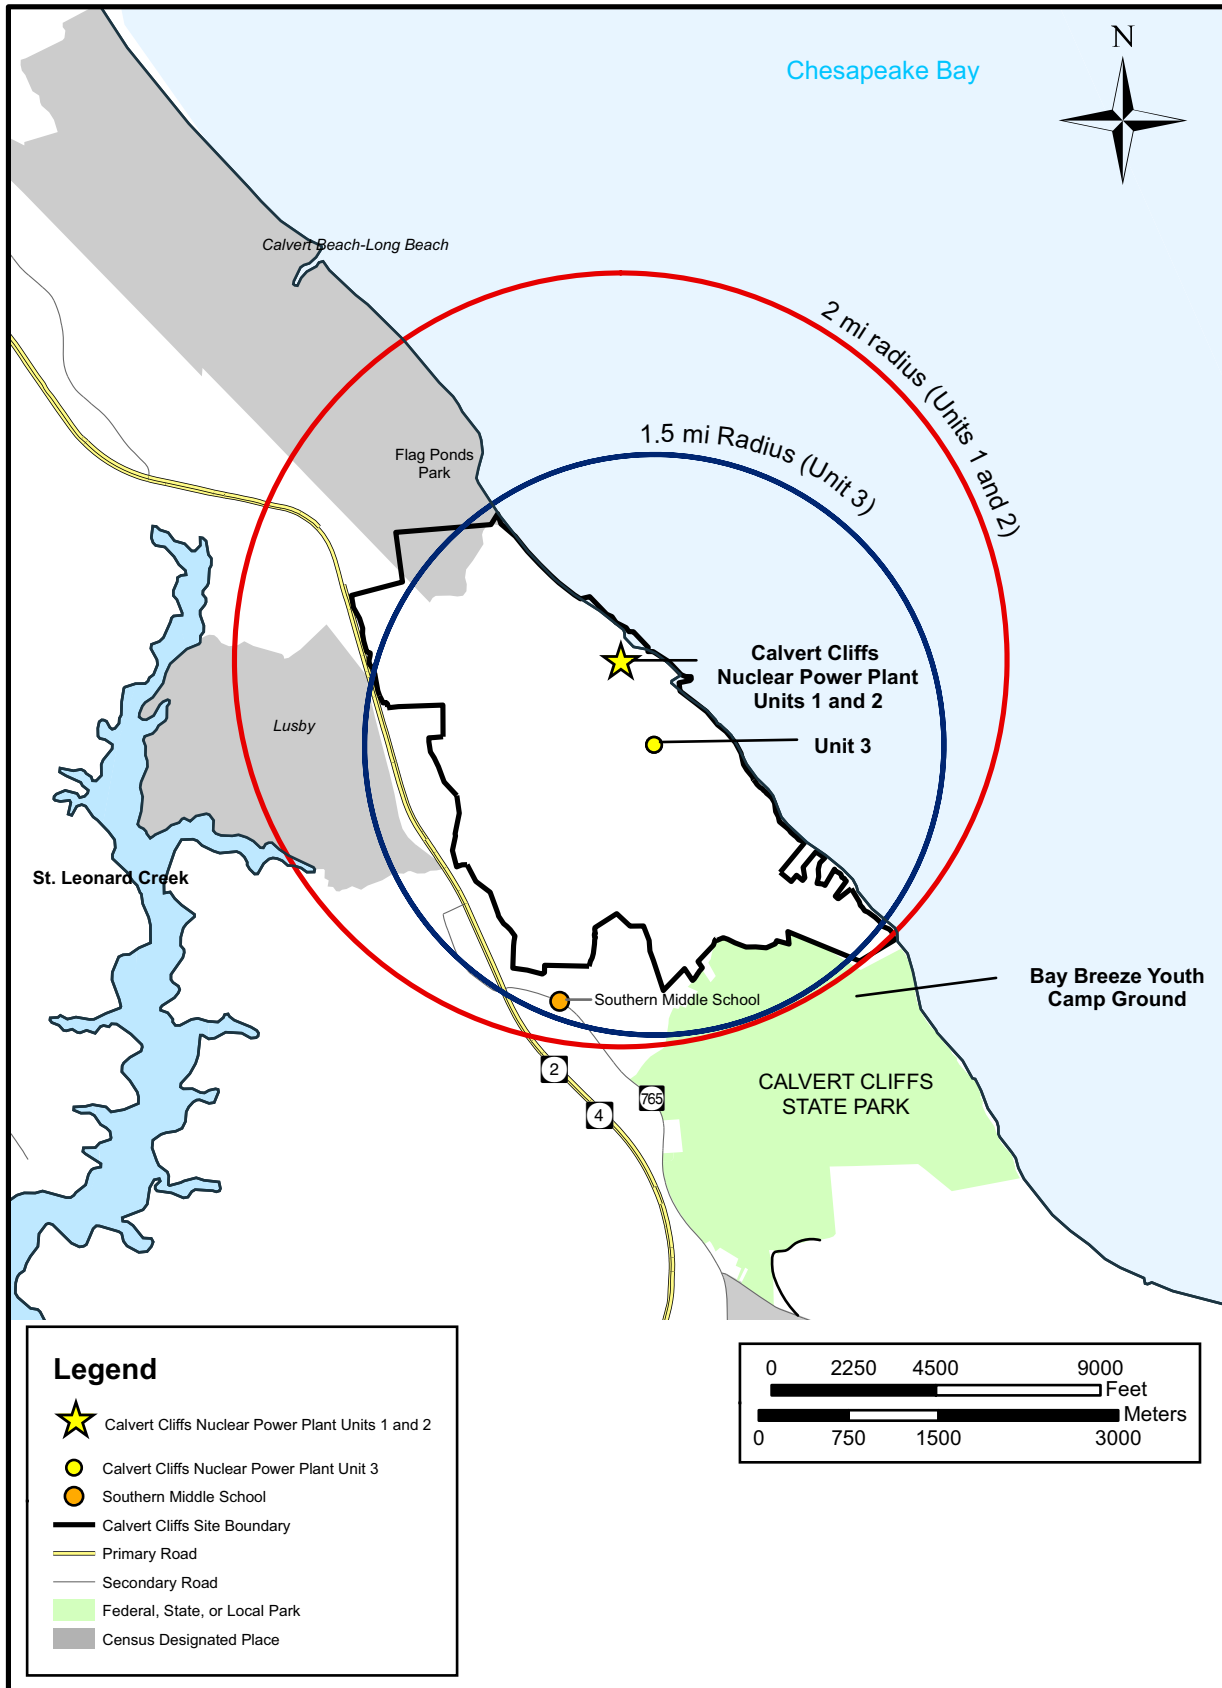 N
Chesapeake Bay
Calvert Beach-Long Beach
2 mi radius (Units 1 and 2)
1.5 mi Radius (Unit 3)
Flag Ponds
Park
Calvert Cliffs
Nuclear Power Plant
Units 1 and 2
Lusby
Unit 3
St. Leonard Creek
Bay Breeze Youth
Camp Ground
Southern Middle School
2
CALVERT CLIFFS
STATE PARK
765
4
Legend
Calvert Cliffs Nuclear Power Plant Units 1 and 2
Calvert Cliffs Nuclear Power Plant Unit 3
Southern Middle School
Calvert Cliffs Site Boundary
Primary Road
Secondary Road
Federal, State, or Local Park
Census Designated Place
0 2250 4500 9000
Feet
Meters
0 750 1500 3000